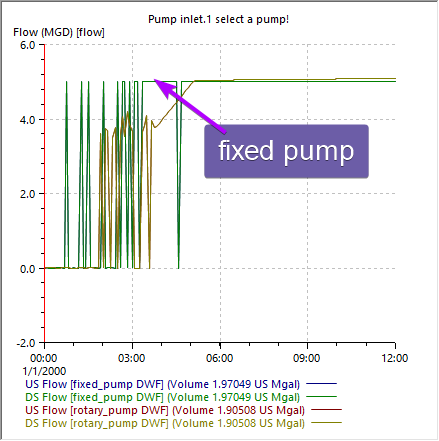 Pump inlet.1 select a pump!
Flow (MGD) [flow]
6.0
4.0
fixed pump
2.0
0.0
-2.0
00:00 03:00 06:00 09:00 12:00
1/1/2000
US Flow [fixed_pump DWF] (Volume 1.97049 US Mgal)
DS Flow [fixed_pump DWF] (Volume 1.97049 US Mgal)
US Flow [rotary_pump DWF] (Volume 1.90508 US Mgal)
DS Flow [rotary_pump DWF] (Volume 1.90508 US Mgal)